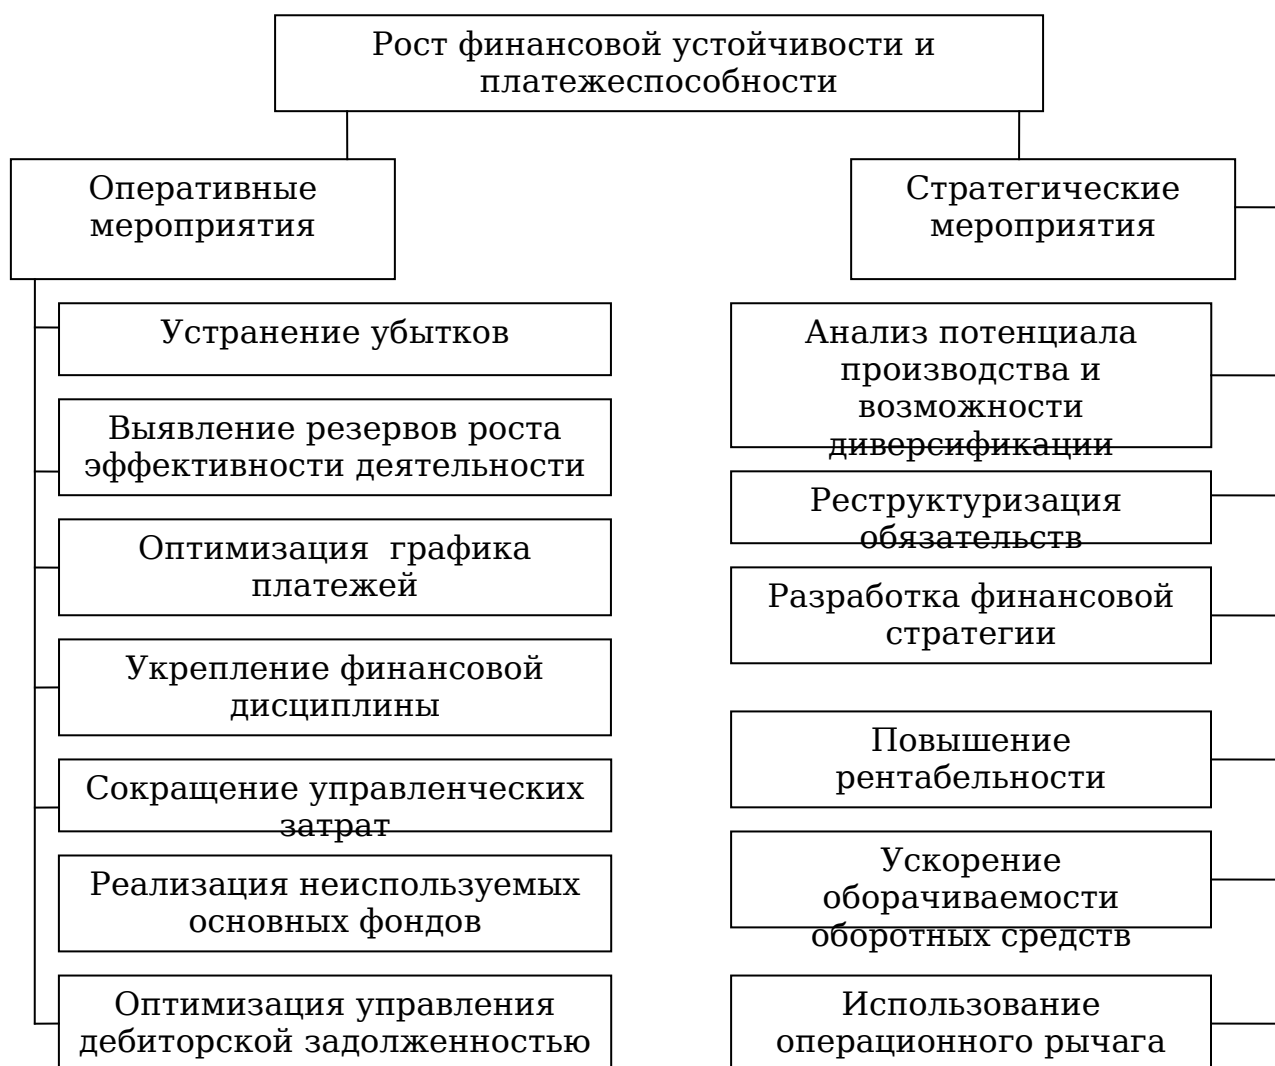 Рост финансовой устойчивости и
платежеспособности
Оперативные
мероприятия
Устранение убытков
Выявление резервов роста
эффективности деятельности
Оптимизация  графика
платежей
Укрепление финансовой
дисциплины
Сокращение управленческих
затрат
Реализация неиспользуемых
основных фондов
Оптимизация управления
дебиторской задолженностью
Стратегические
мероприятия
Анализ потенциала
производства и
возможности
диверсификации
Реструктуризация
обязательств
Разработка финансовой
стратегии
Повышение
рентабельности
Ускорение
оборачиваемости
оборотных средств
Использование
операционного рычага